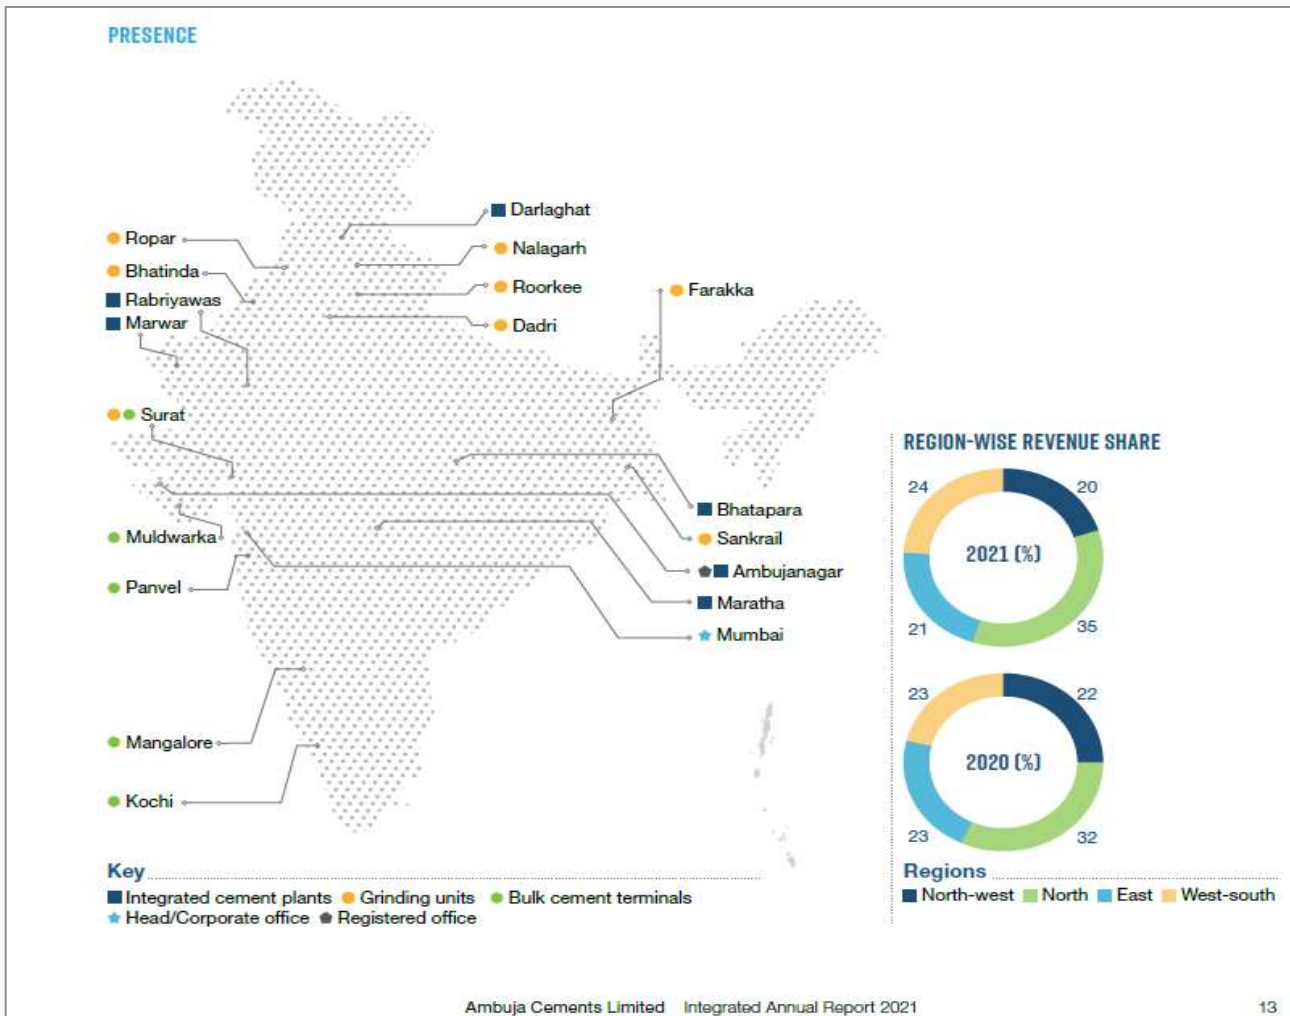 PRESENCE
Darlaghat
Ropar
Nalagarh
Bhatinda
Roorkee
Farakka
Rabriyawas
Marwar
Dadri
Surat
Bhatapara
Muldwarka
Sankrail
Ambujanagar
Panvel
Maratha
Mumbai
Mangalore
Kochi
Key
Integrated cement plants Grinding units Bulk cement terminals
Head/Corporate office Registered office
REGION-WISE REVENUE SHARE
24 20
2021 (%)
21 35
23 22
2020 (%)
23 32
Regions
North-west North East West-south
Ambuja Cements Limited Integrated Annual Report 2021 13